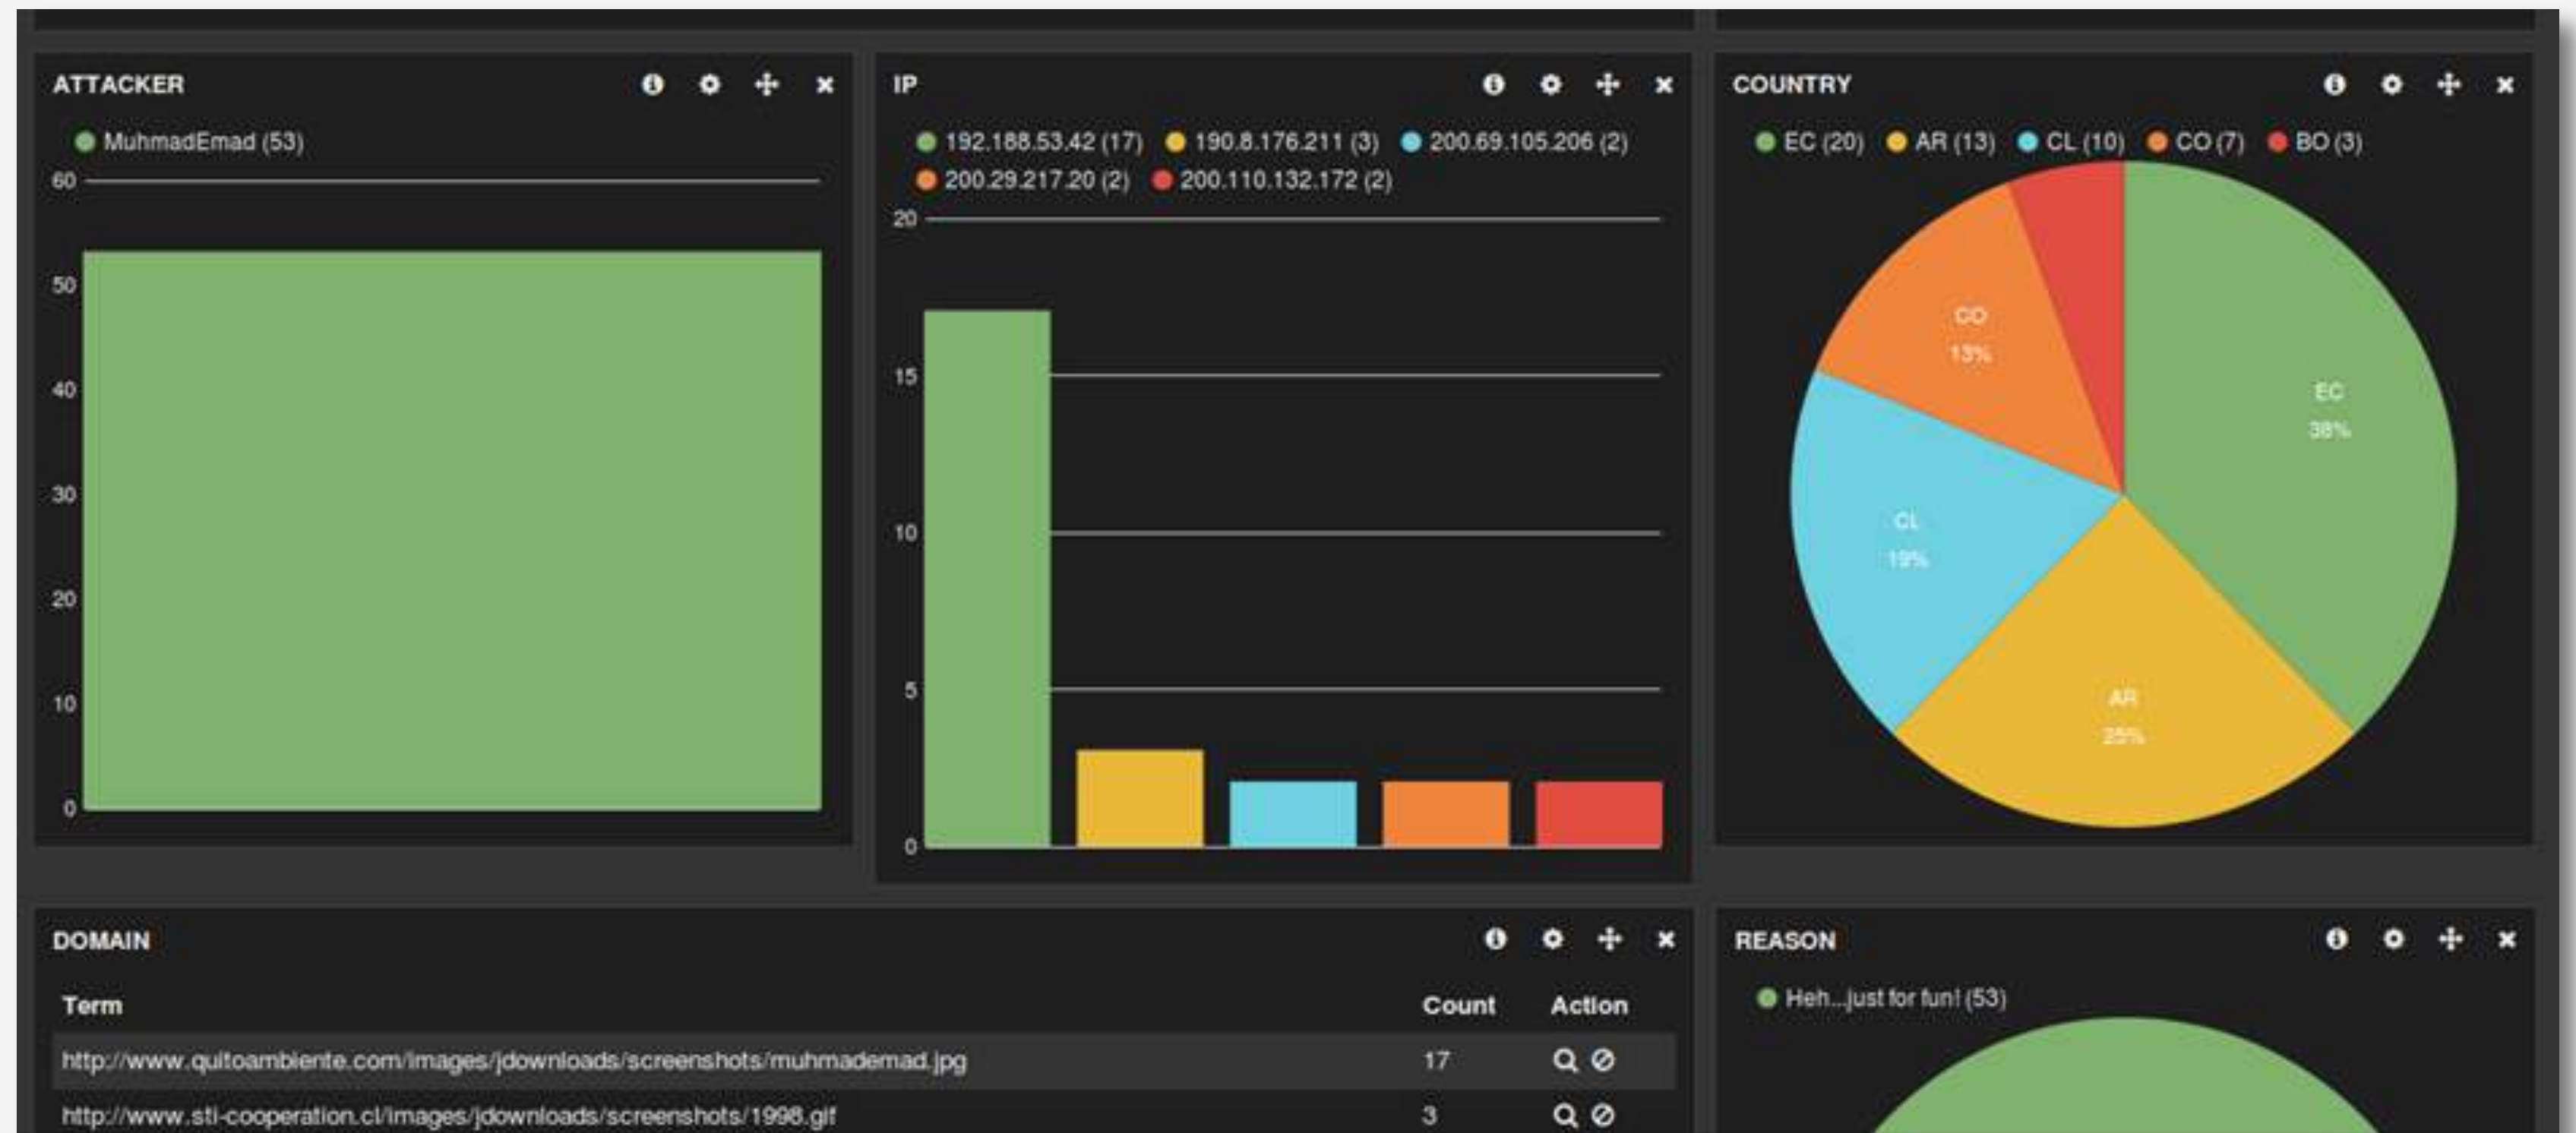 ATTACKER
MuhmadEmad (53)
60
50
40
30
20
10
0
IP
192.188.53.42 (17) 190.8.176.211 (3) 200.69.105.206 (2)
200.29.217.20 (2) 200.110.132.172 (2)
20
15
10
5
0
COUNTRY
EC (20) AR (13) CL (10) CO (7) BO (3)
CO
13%
EC
38%
CL
19%
AR
25%
DOMAIN
Term Count Action
http://www.quitoambiente.com/images/jdownloads/screenshots/muhmademad.jpg 17
http://www.sti-cooperation.cl/images/jdownloads/screenshots/1998.gif 3
REASON
Heh...just for fun! (53)